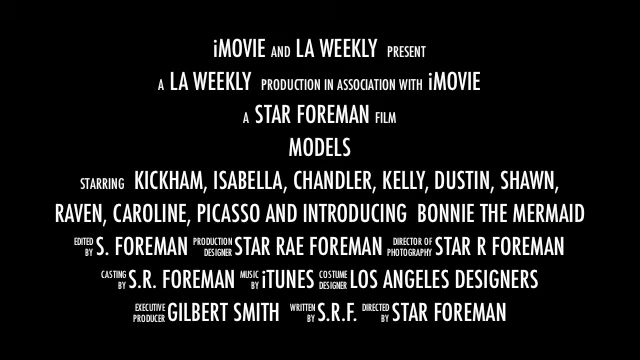 iMOVIE AND LA WEEKLY PRESENT
A LA WEEKLY PRODUCTION IN ASSOCIATION WITH iMOVIE
A STAR FOREMAN FILM
MODELS
STARRING KICKHAM, ISABELLA, CHANDLER, KELLY, DUSTIN, SHAWN,
RAVEN, CAROLINE, PICASSO AND INTRODUCING BONNIE THE MERMAID
EDITED BY S. FOREMAN PRODUCTION DESIGNER STAR RAE FOREMAN DIRECTOR OF PHOTOGRAPHY STAR R FOREMAN
CASTING BY S.R. FOREMAN MUSIC BY iTUNES COSTUME DESIGNER LOS ANGELES DESIGNERS
EXECUTIVE PRODUCER GILBERT SMITH WRITTEN BY S.R.F. DIRECTED BY STAR FOREMAN